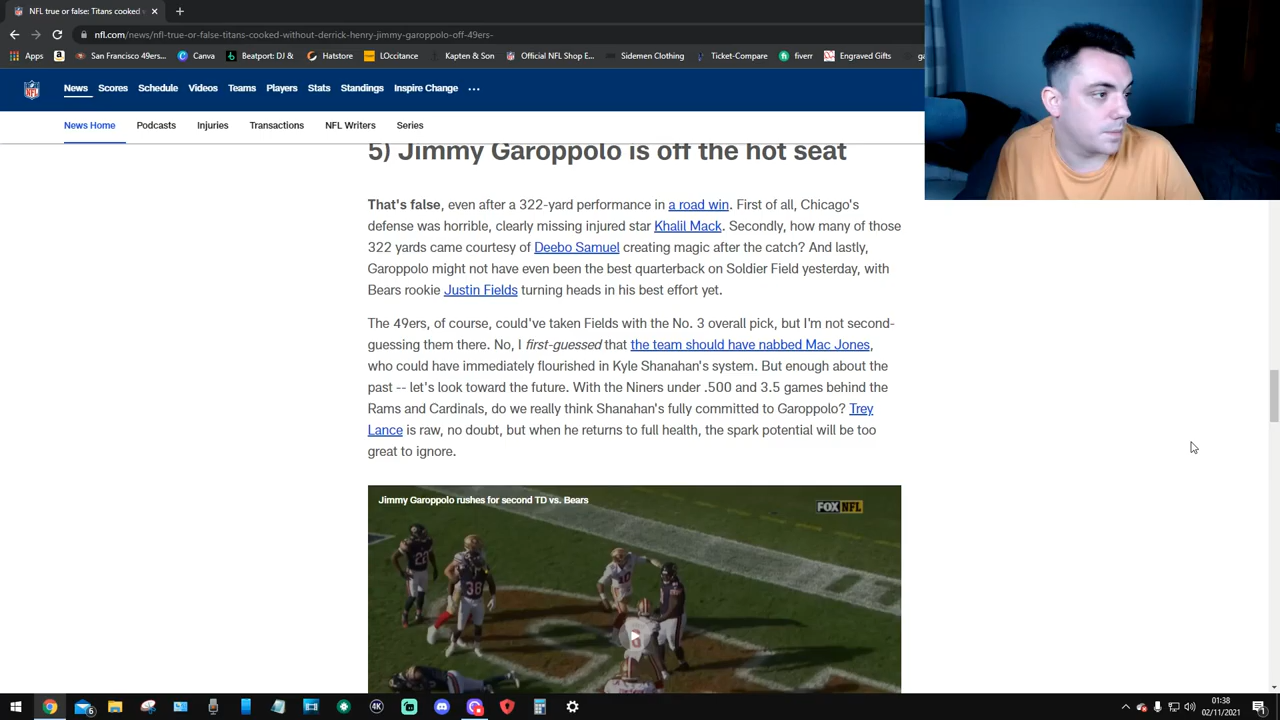 NFL true or false: Titans cooked
nfl.com/news/nfl-true-or-false-titans-cooked-without-derrick-henry-jimmy-garoppolo-off-49ers-
Apps
San Francisco 49ers...
Canva
Beatport: DJ &
Hatstore
LOccitance
Kapten & Son
Official NFL Shop E...
Sidemen Clothing
Ticket-Compare
fiverr
Engraved Gifts
NFL
News Scores Schedule Videos Teams Players Stats Standings Inspire Change ...
News Home Podcasts Injuries Transactions NFL Writers Series
5) Jimmy Garoppolo is off the hot seat
That's false, even after a 322-yard performance in a road win. First of all, Chicago's
defense was horrible, clearly missing injured star Khalil Mack. Secondly, how many of those
322 yards came courtesy of Deebo Samuel creating magic after the catch? And lastly,
Garoppolo might not have even been the best quarterback on Soldier Field yesterday, with
Bears rookie Justin Fields turning heads in his best effort yet.
The 49ers, of course, could've taken Fields with the No. 3 overall pick, but I'm not second-
guessing them there. No, I first-guessed that the team should have nabbed Mac Jones,
who could have immediately flourished in Kyle Shanahan's system. But enough about the
past -- let's look toward the future. With the Niners under .500 and 3.5 games behind the
Rams and Cardinals, do we really think Shanahan's fully committed to Garoppolo? Trey
Lance is raw, no doubt, but when he returns to full health, the spark potential will be too
great to ignore.
Jimmy Garoppolo rushes for second TD vs. Bears
FOX NFL
22
38
4K
01:38
02/11/2021